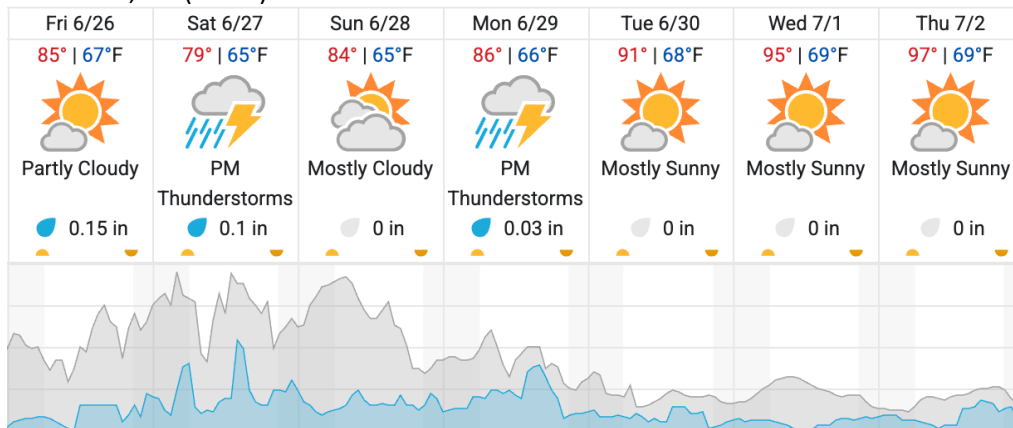 Fri 6/26 Sat 6/27 Sun 6/28 Mon 6/29 Tue 6/30 Wed 7/1 Thu 7/2
85° | 67°F 79° | 65°F 84° | 65°F 86° | 66°F 91° | 68°F 95° | 69°F 97° | 69°F
Partly Cloudy PM Mostly Cloudy PM Mostly Sunny Mostly Sunny Mostly Sunny
Thunderstorms Thunderstorms
0.15 in 0.1 in 0 in 0.03 in 0 in 0 in 0 in